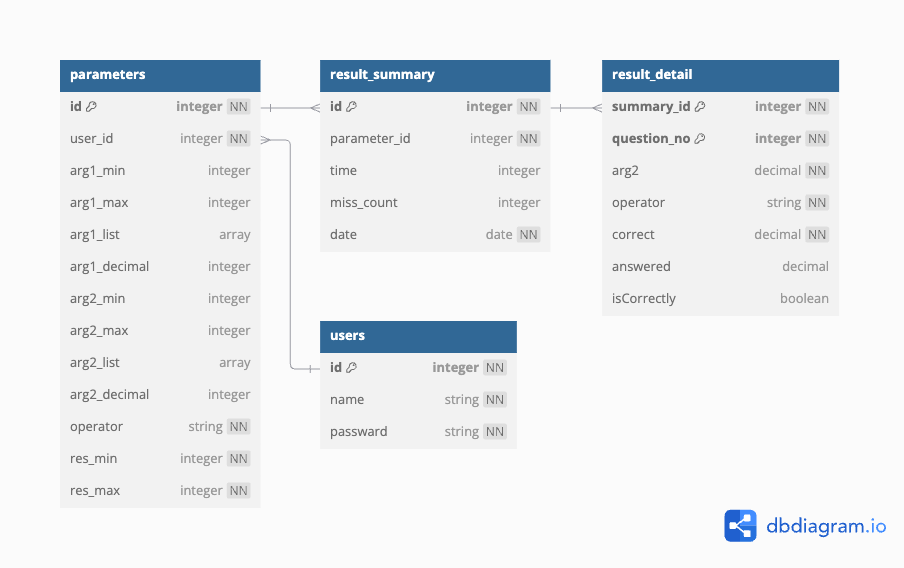 parameters
id integer NN
user_id integer NN
arg1_min integer
arg1_max integer
arg1_list array
arg1_decimal integer
arg2_min integer
arg2_max integer
arg2_list array
arg2_decimal integer
operator string NN
res_min integer NN
res_max integer NN
result_summary
id integer NN
parameter_id integer NN
time integer
miss_count integer
date date NN
users
id integer NN
name string NN
passward string NN
result_detail
summary_id integer NN
question_no integer NN
arg2 decimal NN
operator string NN
correct decimal NN
answered decimal
isCorrectly boolean
dbdiagram.io